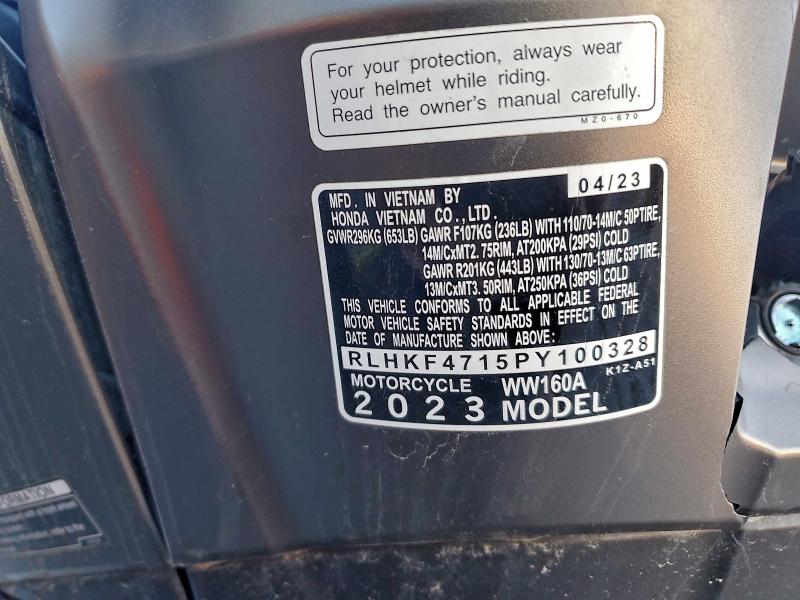 For your protection, always wear
your helmet while riding.
Read the owner's manual carefully.
MZ0-670
04/23
MFD. IN VIETNAM BY
HONDA VIETNAM CO., LTD.
GVWR296KG (653LB) GAWR F107KG (236LB) WITH 110/70-14M/C 50PTIRE,
14M/CxMT2.75RIM, AT200KPA (29PSI) COLD
GAWR R201KG (443LB) WITH 130/70-13M/C 63PTIRE,
13M/CxMT3.50RIM, AT250KPA (36PSI) COLD
THIS VEHICLE CONFORMS TO ALL APPLICABLE FEDERAL
MOTOR VEHICLE SAFETY STANDARDS IN EFFECT ON THE
DATE OF MANUFACTURE SHOWN ABOVE:
RLHKF4715PY100328
K1Z-A51
MOTORCYCLE WW160A
2023 MODEL